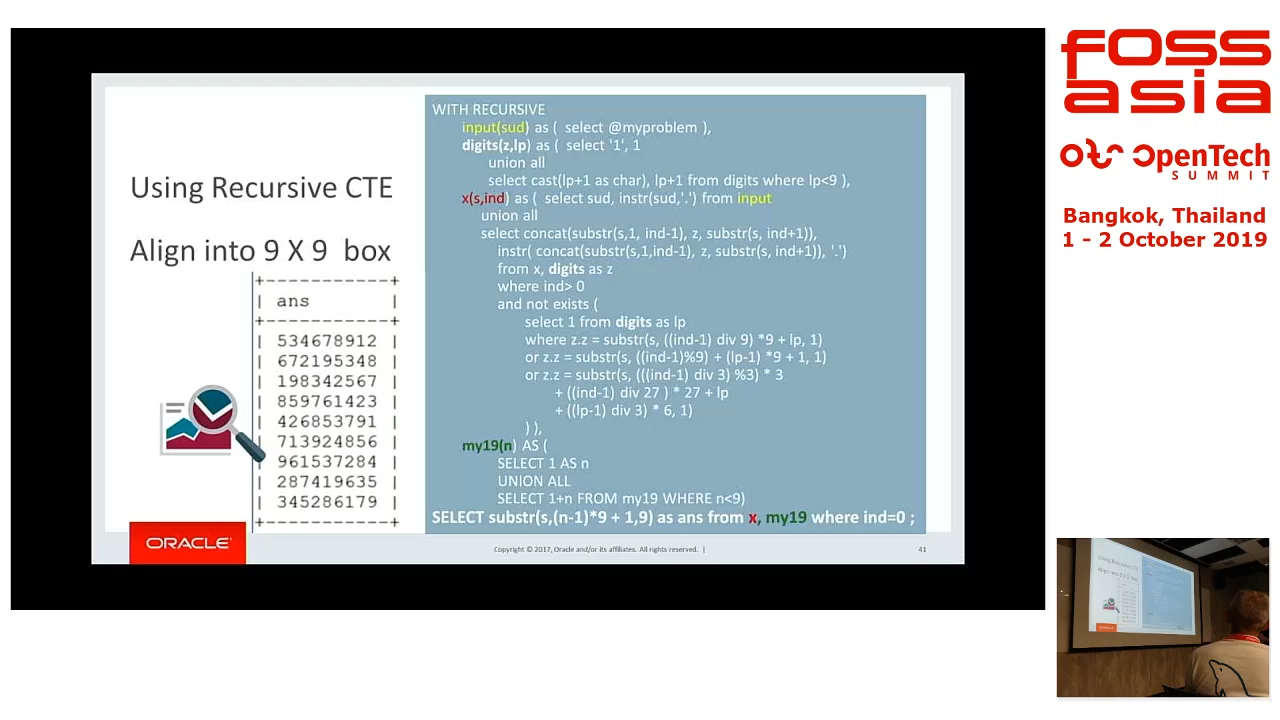 Using Recursive CTE
Align into 9 X 9 box
+-----------+
| ans |
+-----------+
| 534678912 |
| 672195348 |
| 198342567 |
| 859761423 |
| 426853791 |
| 713924856 |
| 961537284 |
| 287419635 |
| 345286179 |
+-----------+
WITH RECURSIVE
input(sud) as ( select @myproblem ),
digits(z,lp) as ( select '1', 1
union all
select cast(lp+1 as char), lp+1 from digits where lp<9 ),
x(s,ind) as ( select sud, instr(sud,'.') from input
union all
select concat(substr(s,1, ind-1), z, substr(s, ind+1)),
instr( concat(substr(s,1,ind-1), z, substr(s, ind+1)), '.')
from x, digits as z
where ind> 0
and not exists (
select 1 from digits as lp
where z.z = substr(s, ((ind-1) div 9) *9 + lp, 1)
or z.z = substr(s, ((ind-1)%9) + (lp-1) *9 + 1, 1)
or z.z = substr(s, (((ind-1) div 3) %3) * 3
+ ((ind-1) div 27 ) * 27 + lp
+ ((lp-1) div 3) * 6, 1)
) ),
my19(n) AS (
SELECT 1 AS n
UNION ALL
SELECT 1+n FROM my19 WHERE n<9)
SELECT substr(s,(n-1)*9 + 1,9) as ans from x, my19 where ind=0 ;
ORACLE
Copyright © 2017, Oracle and/or its affiliates. All rights reserved. |
41
foss
asia
OpenTech
SUMMIT
Bangkok, Thailand
1 - 2 October 2019